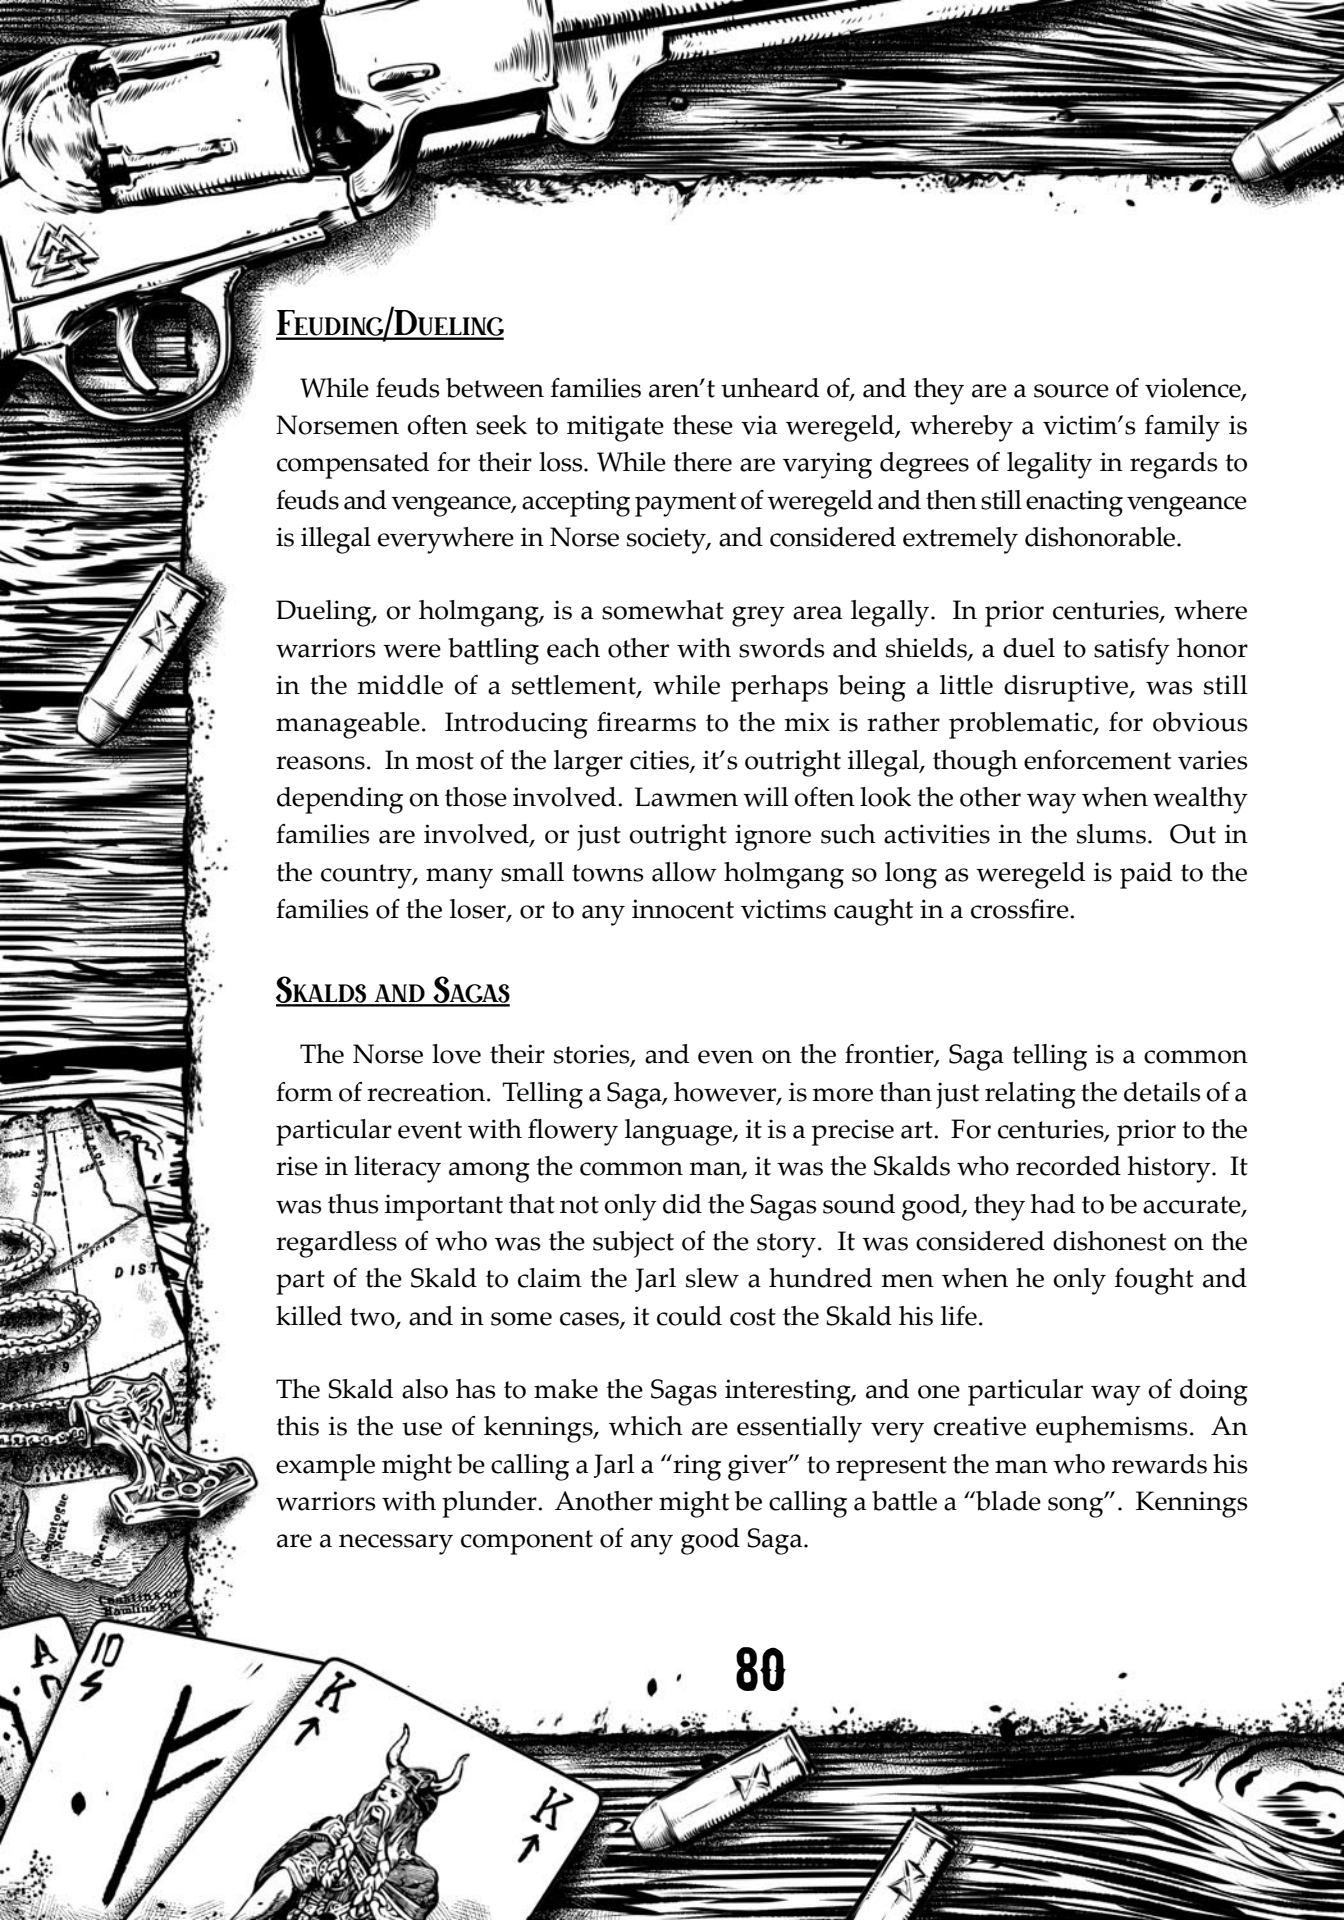 Feuding/Dueling
While feuds between families aren’t unheard of, and they are a source of violence,
Norsemen often seek to mitigate these via weregeld, whereby a victim’s family is
compensated for their loss. While there are varying degrees of legality in regards to
feuds and vengeance, accepting payment of weregeld and then still enacting vengeance
is illegal everywhere in Norse society, and considered extremely dishonorable.
Dueling, or holmgang, is a somewhat grey area legally.  In prior centuries, where
warriors were battling each other with swords and shields, a duel to satisfy honor
in the middle of a settlement, while perhaps being a little disruptive, was still
manageable.  Introducing firearms to the mix is rather problematic, for obvious
reasons.  In most of the larger cities, it’s outright illegal, though enforcement varies
depending on those involved.  Lawmen will often look the other way when wealthy
families are involved, or just outright ignore such activities in the slums.  Out in
the country, many small towns allow holmgang so long as weregeld is paid to the
families of the loser, or to any innocent victims caught in a crossfire.
Skalds and Sagas
The Norse love their stories, and even on the frontier, Saga telling is a common
form of recreation.  Telling a Saga, however, is more than just relating the details of a
particular event with flowery language, it is a precise art.  For centuries, prior to the
rise in literacy among the common man, it was the Skalds who recorded history.  It
was thus important that not only did the Sagas sound good, they had to be accurate,
regardless of who was the subject of the story.  It was considered dishonest on the
part of the Skald to claim the Jarl slew a hundred men when he only fought and
killed two, and in some cases, it could cost the Skald his life.
The Skald also has to make the Sagas interesting, and one particular way of doing
this is the use of kennings, which are essentially very creative euphemisms.  An
example might be calling a Jarl a “ring giver” to represent the man who rewards his
warriors with plunder.  Another might be calling a battle a “blade song”.  Kennings
are a necessary component of any good Saga.
UDALLS
DIST
Neck
Okem
A
10
K
K
80